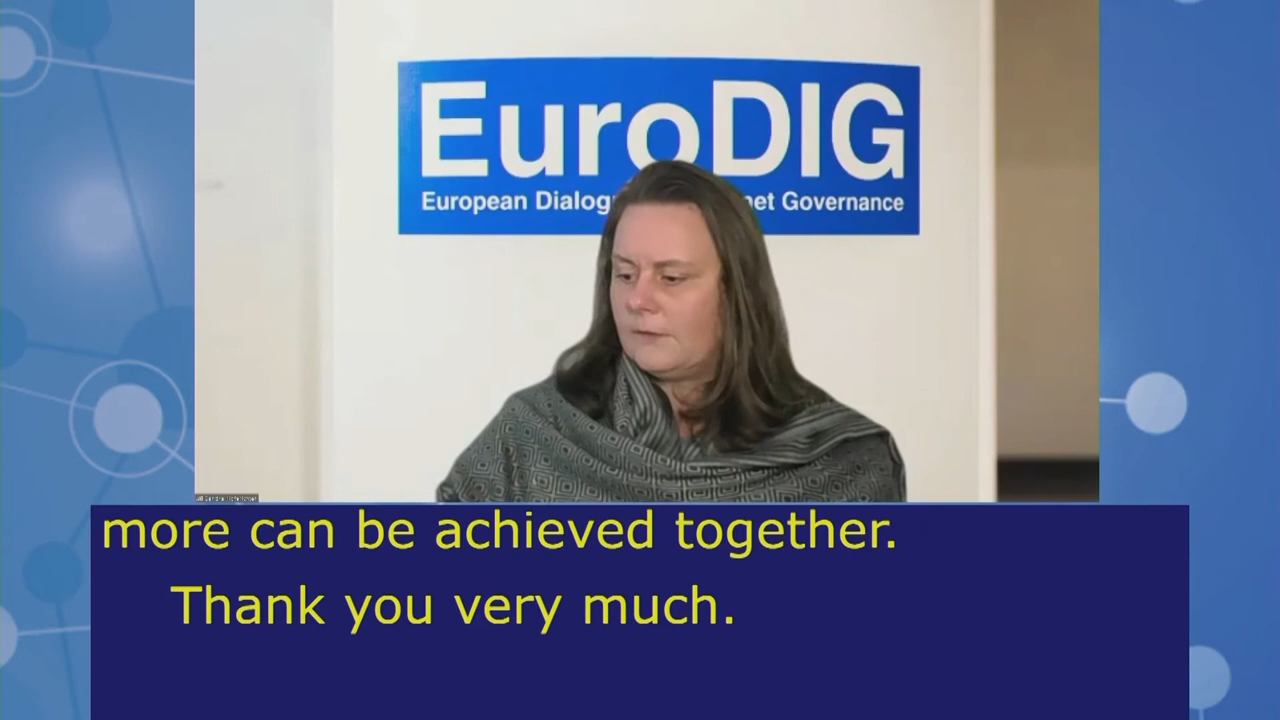 EuroDIG
European Dialog net Governance
more can be achieved together.
Thank you very much.